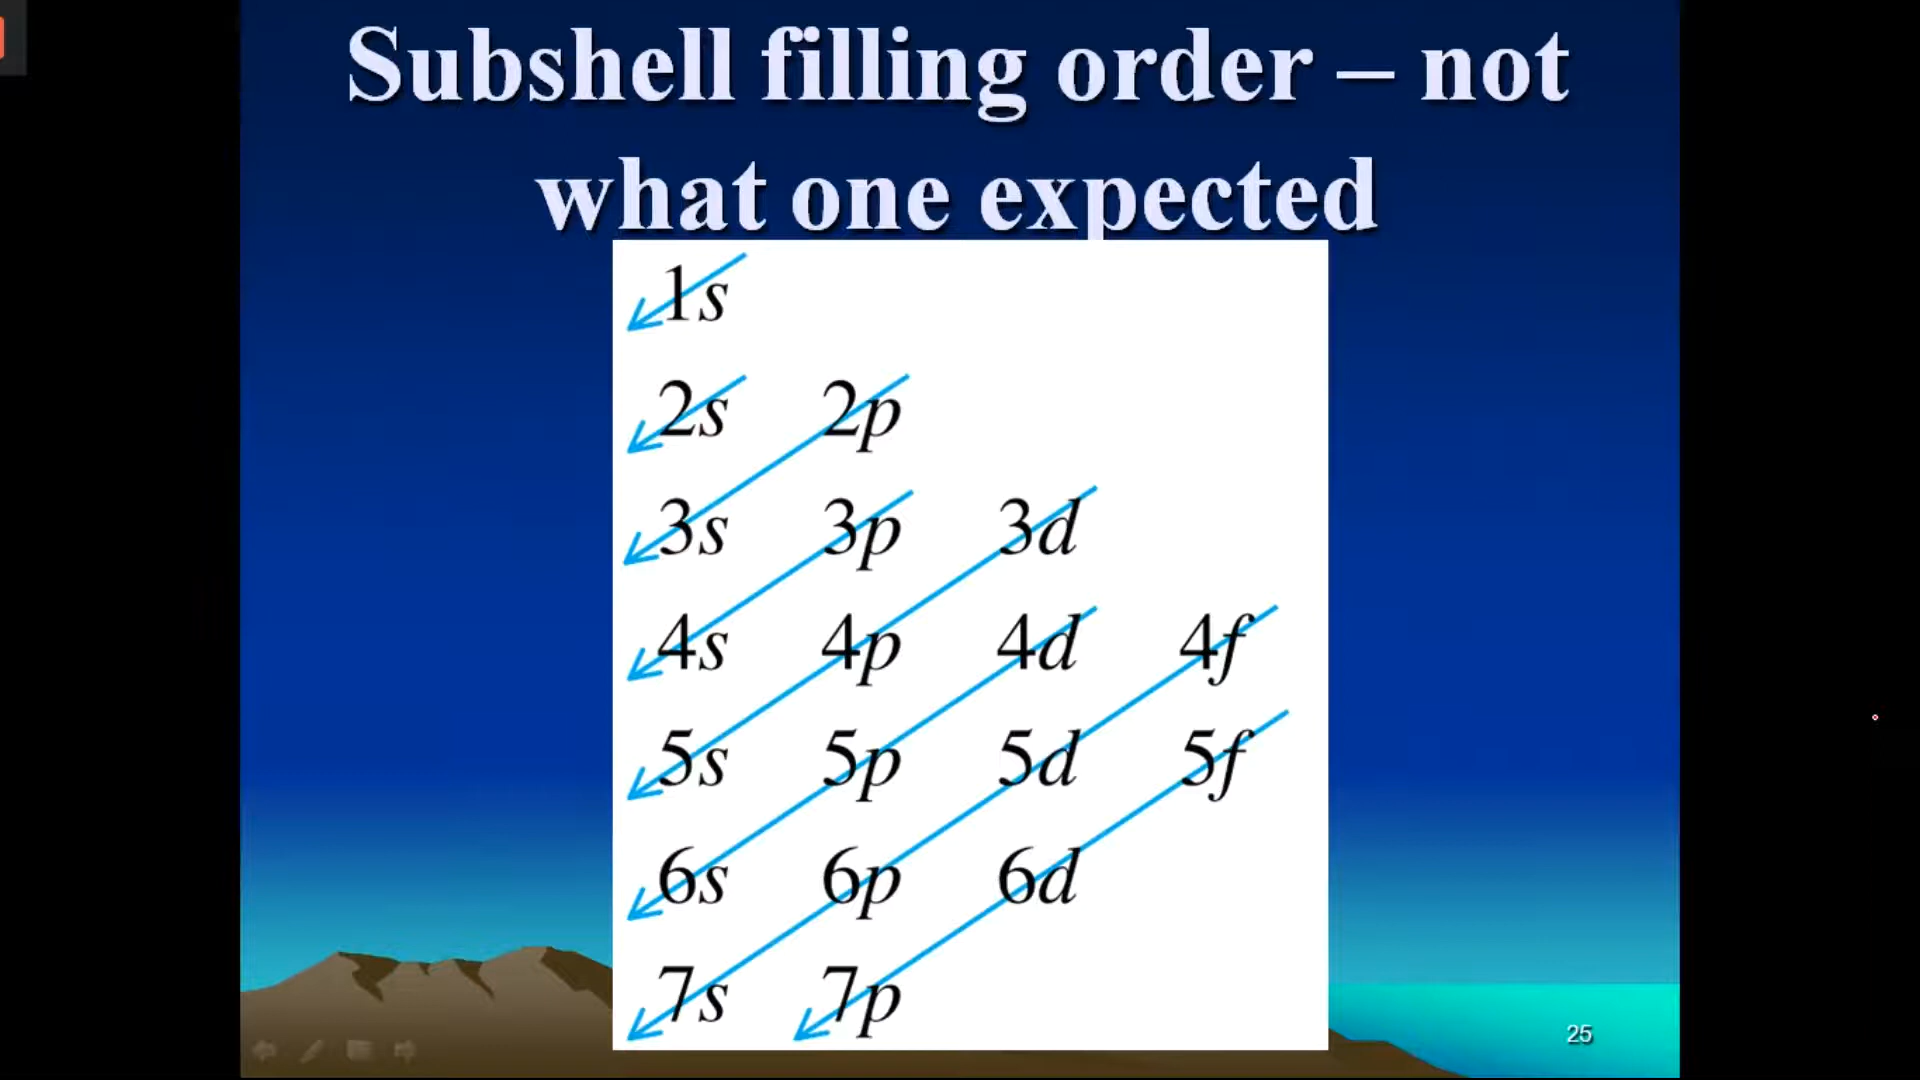 Subshell filling order – not
what one expected
1s
2s 2p
3s 3p 3d
4s 4p 4d 4f
5s 5p 5d 5f
6s 6p 6d
7s 7p
25